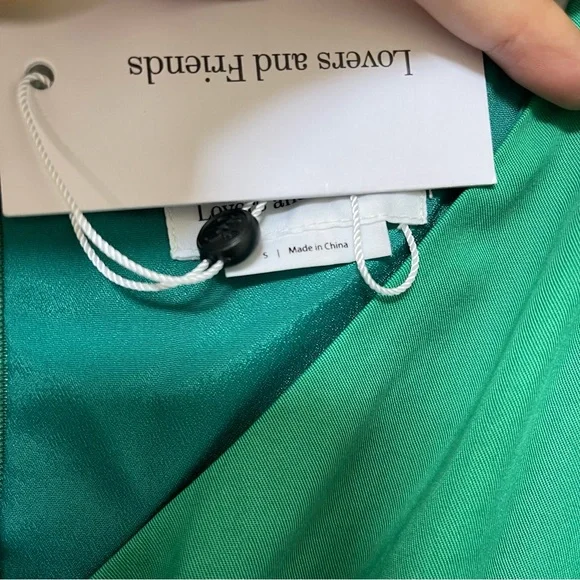 Lovers and Friends
S | Made in China